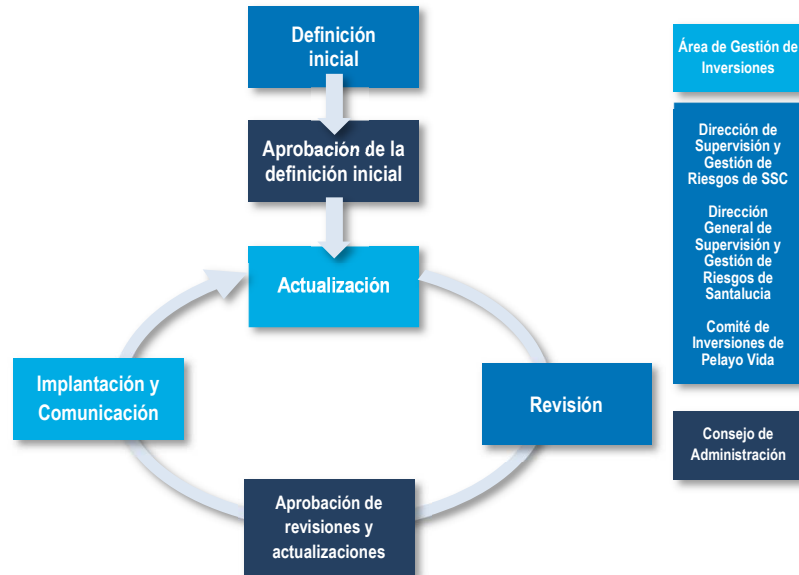 Definición
inicial
Aprobación de la
definición inicial
Actualización
Implantación y
Comunicación
Revisión
Aprobación de
revisiones y
actualizaciones
Área de Gestión de
Inversiones
Dirección de
Supervisión y
Gestión de
Riesgos de SSC
Dirección
General de
Supervisión y
Gestión de
Riesgos de
Santalucia
Comité de
Inversiones de
Pelayo Vida
Consejo de
Administración